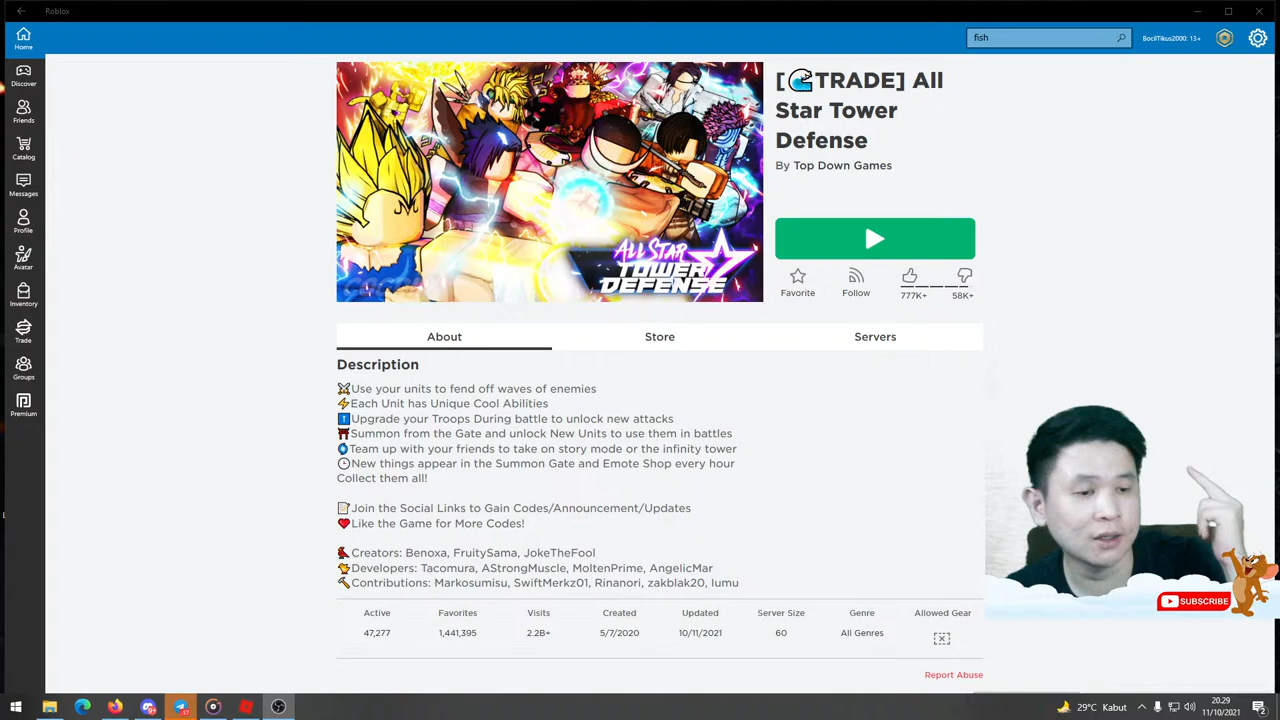 Roblox
Home
fish
BocilTikus2000: 13+
Discover
Friends
Catalog
Messages
Profile
Avatar
Inventory
Trade
Groups
Premium
ALL STAR
TOWER
DEFENSE
[🌊TRADE] All
Star Tower
Defense
By Top Down Games
Favorite
Follow
777K+
58K+
About
Store
Servers
Description
⚔️Use your units to fend off waves of enemies
⚡Each Unit has Unique Cool Abilities
⬆️Upgrade your Troops During battle to unlock new attacks
⛩️Summon from the Gate and unlock New Units to use them in battles
🌀Team up with your friends to take on story mode or the infinity tower
🕒New things appear in the Summon Gate and Emote Shop every hour
Collect them all!
📝Join the Social Links to Gain Codes/Announcement/Updates
❤️Like the Game for More Codes!
Creators: Benoxa, FruitySama, JokeTheFool
Developers: Tacomura, AStrongMuscle, MoltenPrime, AngelicMar
🔨Contributions: Markosumisu, SwiftMerkz01, Rinanori, zakblak20, lumu
Active
Favorites
Visits
Created
Updated
Server Size
Genre
Allowed Gear
47,277
1,441,395
2.2B+
5/7/2020
10/11/2021
60
All Genres
Report Abuse
SUBSCRIBE
29°C Kabut
20.29
11/10/2021
2